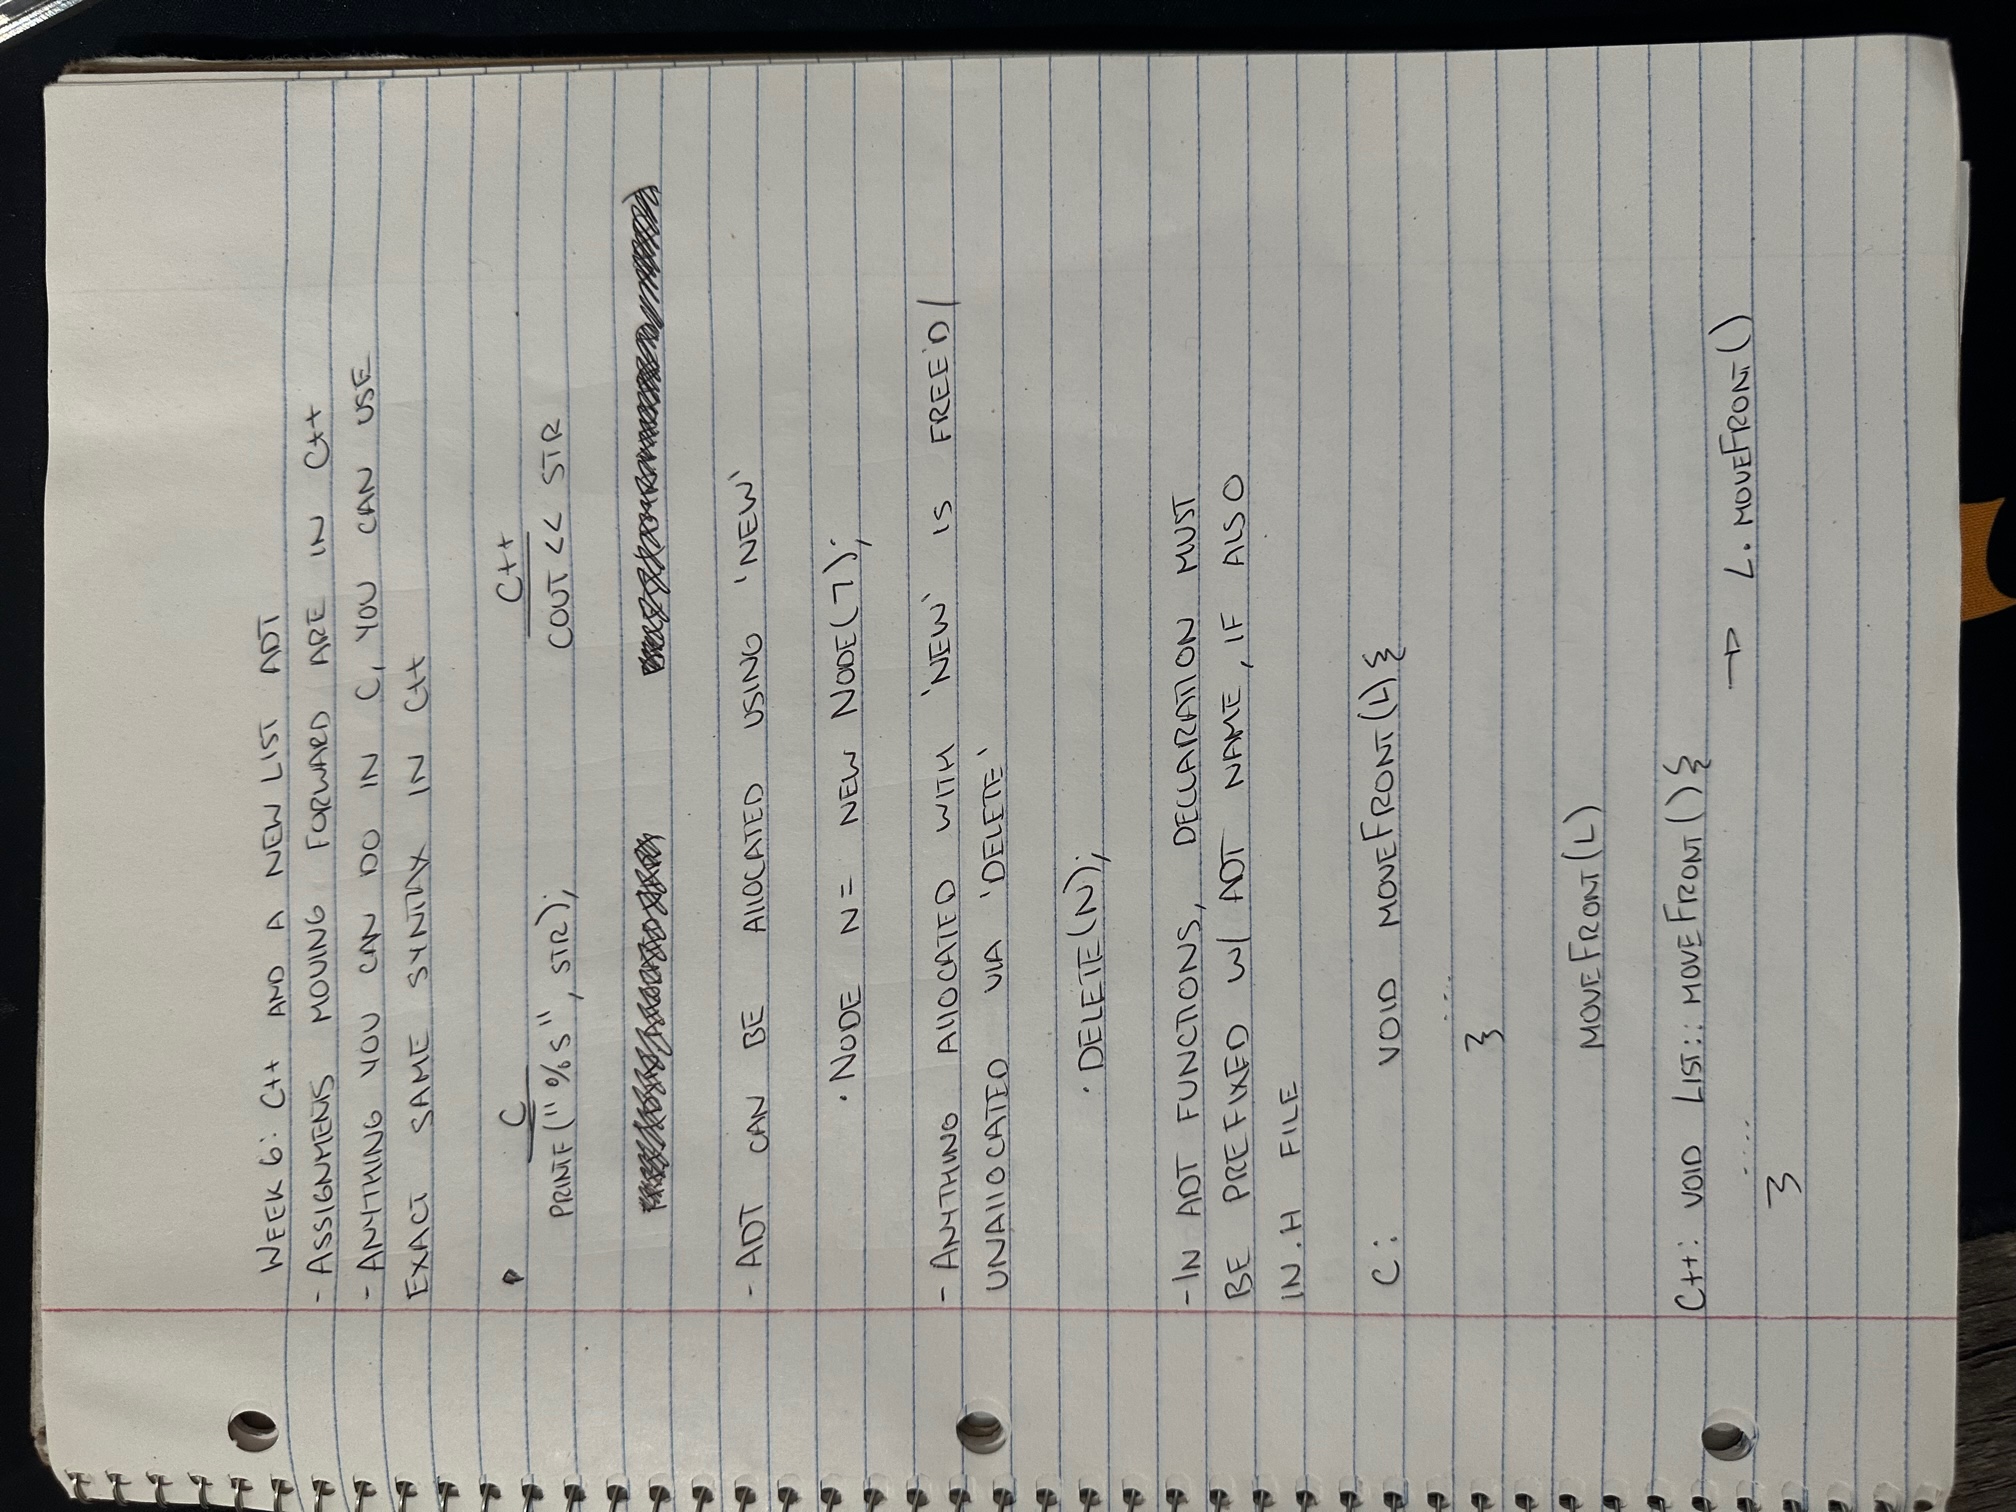 WEEK 6: C++ AND A NEW LIST ADT
- ASSIGNMENTS MOVING FORWARD ARE IN C++
- ANYTHING YOU CAN DO IN C, YOU CAN USE
EXACT SAME SYNTAX IN C++
C C++
PRINTF("%S", STR); COUT << STR
- ADT CAN BE ALLOCATED USING 'NEW'
· NODE N = NEW NODE(7);
- ANYTHING ALLOCATED WITH 'NEW' IS FREE'D/
UNALLOCATED VIA 'DELETE'
· DELETE(N);
- IN ADT FUNCTIONS, DECLARATION MUST
BE PREFIXED W/ ADT NAME, IF ALSO
IN .H FILE
C: VOID MOVEFRONT(L){
...
}
MOVEFRONT(L)
C++: VOID LIST::MOVEFRONT(){
→ L.MOVEFRONT()
....
}